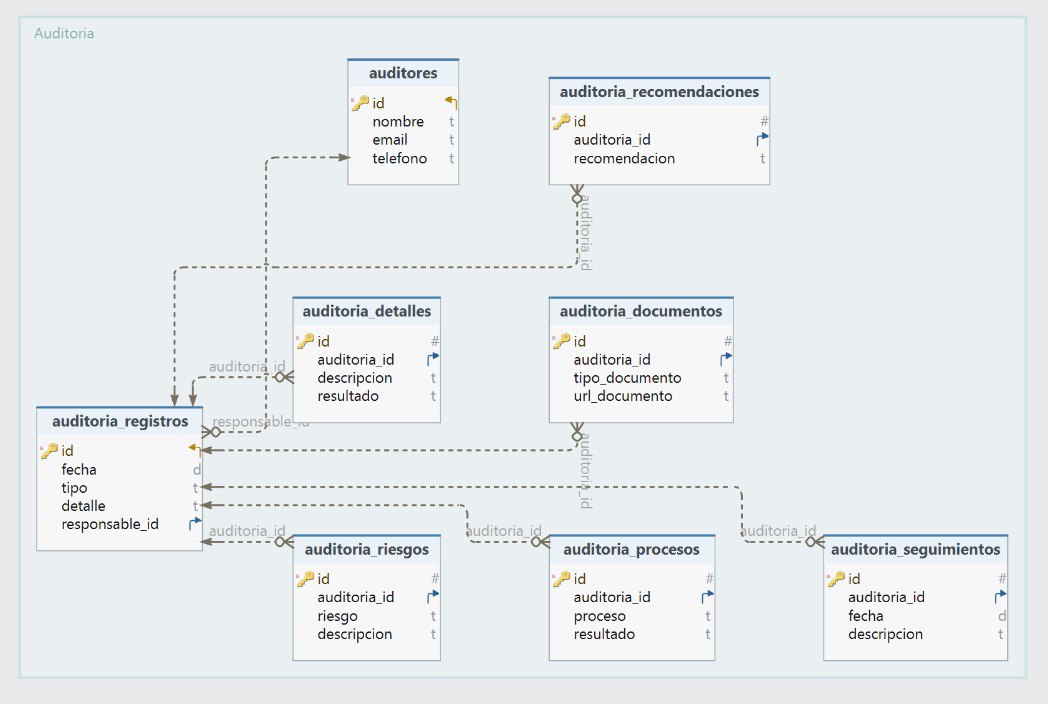 Auditoria
auditores
id
nombre t
email t
telefono t
auditoria_recomendaciones
id #
auditoria_id
recomendacion t
auditoria_id
auditoria_detalles
id #
auditoria_id
descripcion t
resultado t
auditoria_id
auditoria_documentos
id #
auditoria_id
tipo_documento t
url_documento t
auditoria_id
auditoria_registros
id
fecha d
tipo t
detalle t
responsable_id
responsable_id
auditoria_id
auditoria_riesgos
id #
auditoria_id
riesgo t
descripcion t
auditoria_id
auditoria_procesos
id #
auditoria_id
proceso t
resultado t
auditoria_id
auditoria_seguimientos
id #
auditoria_id
fecha d
descripcion t